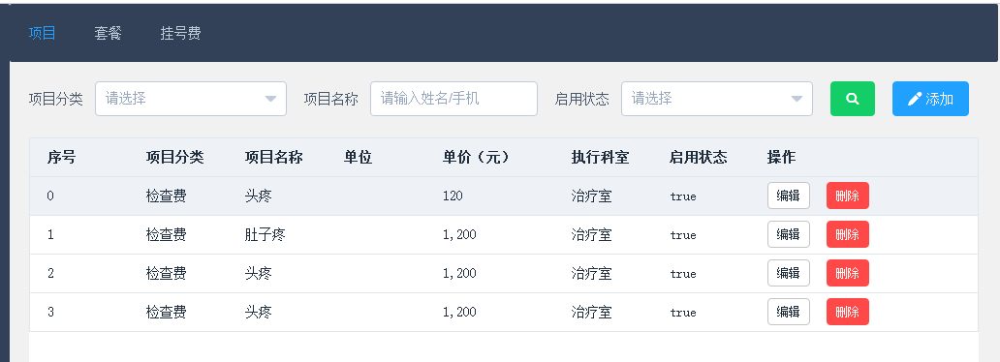 项目 套餐 挂号费
项目分类 请选择 项目名称 请输入姓名/手机 启用状态 请选择 添加
序号 项目分类 项目名称 单位 单价（元） 执行科室 启用状态 操作
0 检查费 头疼 120 治疗室 true 编辑 删除
1 检查费 肚子疼 1,200 治疗室 true 编辑 删除
2 检查费 头疼 1,200 治疗室 true 编辑 删除
3 检查费 头疼 1,200 治疗室 true 编辑 删除